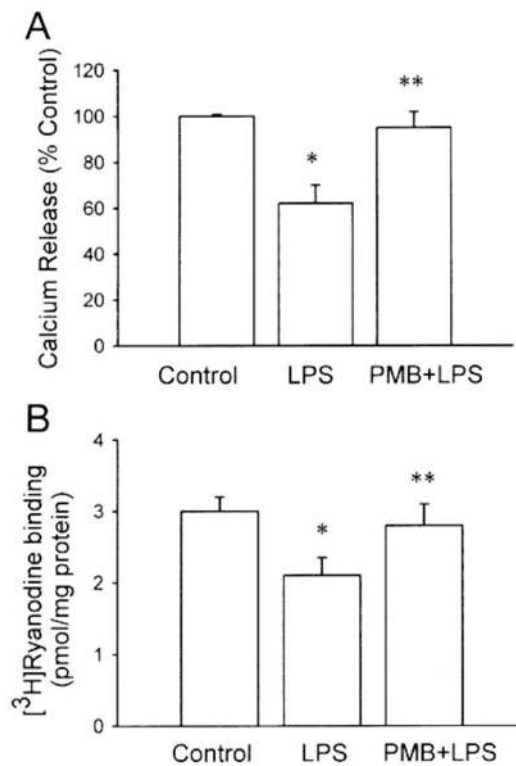 A
Calcium Release (% Control)
120
100
80
60
40
20
0
*
**
Control LPS PMB+LPS
B
[³H]Ryanodine binding
(pmol/mg protein)
4
3
2
1
0
*
**
Control LPS PMB+LPS